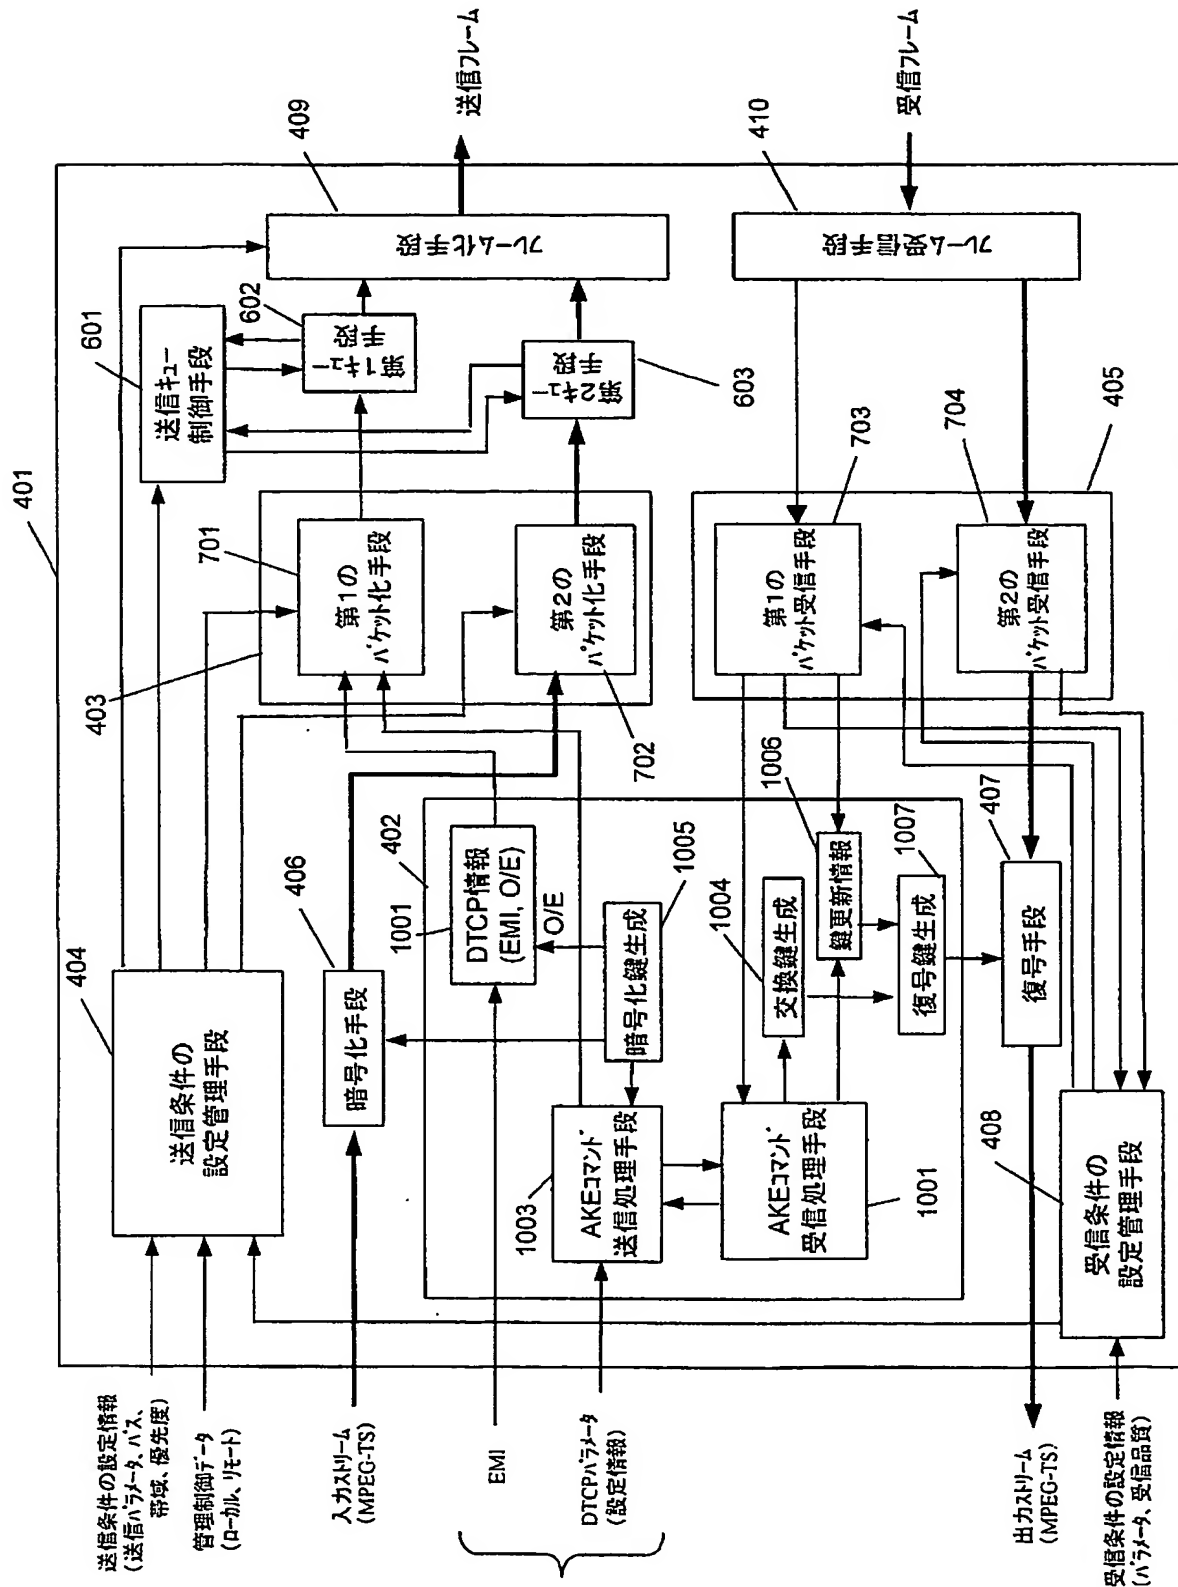 送信条件の設定情報
(送信パラメータ、パス、
帯域、優先度)
管理制御データ
(ローカル、リモート)
入力ストリーム
(MPEG-TS)
EMI
DTCPパラメータ
(設定情報)
出力ストリーム
(MPEG-TS)
受信条件の設定情報
(パラメータ、受信品質)
401
404
送信条件の
設定管理手段
406
暗号化手段
402
1001
DTCP情報
(EMI, O/E)
O/E
1005
暗号化鍵生成
1003
AKEコマンド
送信処理手段
AKEコマンド
受信処理手段
1001
1004
交換鍵生成
1006
鍵更新情報
1007
復号鍵生成
407
復号手段
408
受信条件の
設定管理手段
403
701
第1の
パケット化手段
第2の
パケット化手段
702
601
送信キュー
制御手段
602
第1キュー
手段
第2キュー
手段
603
409
フレーム化手段
送信フレーム
410
フレーム受信手段
受信フレーム
703
第1の
パケット受信手段
704
第2の
パケット受信手段
405